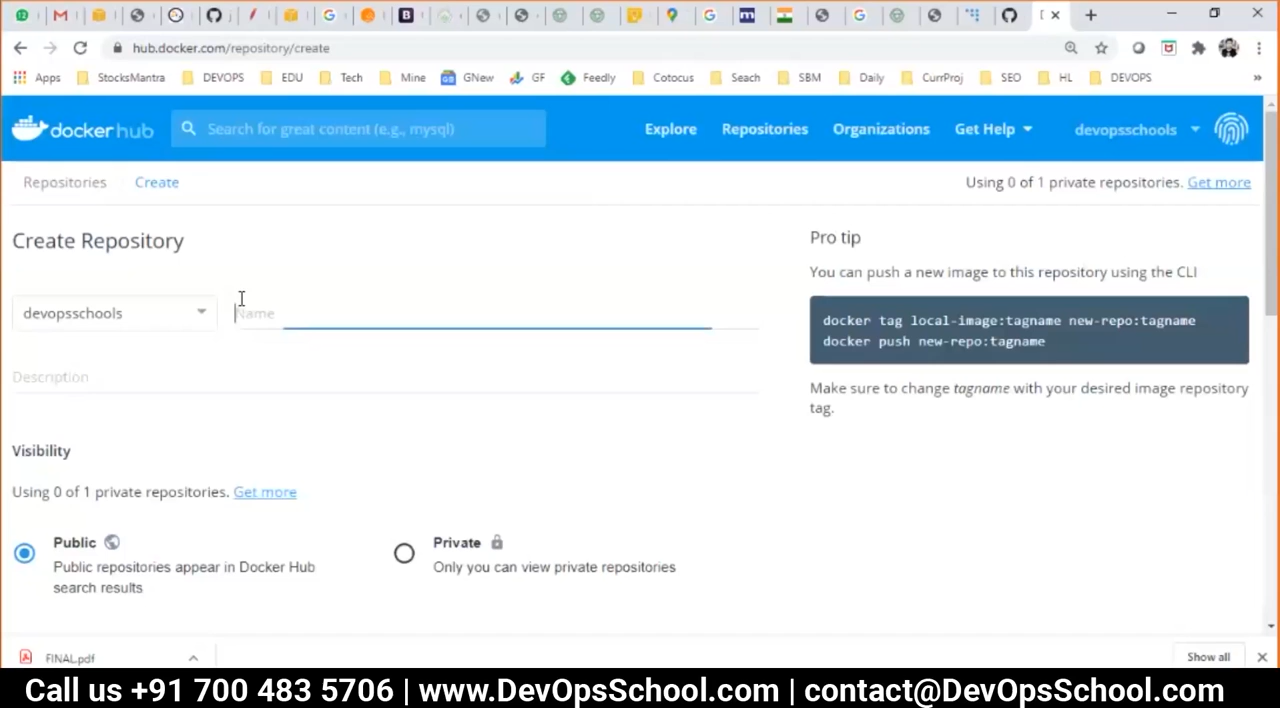 hub.docker.com/repository/create
Apps StocksMantra DEVOPS EDU Tech Mine GNew GF Feedly Cotocus Seach SBM Daily CurrProj SEO HL DEVOPS »
docker hub Search for great content (e.g., mysql) Explore Repositories Organizations Get Help devopsschools
Repositories Create Using 0 of 1 private repositories. Get more
Create Repository
devopsschools Name
Description
Visibility
Using 0 of 1 private repositories. Get more
Public
Public repositories appear in Docker Hub
search results
Private
Only you can view private repositories
Pro tip
You can push a new image to this repository using the CLI
docker tag local-image:tagname new-repo:tagname
docker push new-repo:tagname
Make sure to change tagname with your desired image repository
tag.
FINAL.pdf Show all
Call us +91 700 483 5706 | www.DevOpsSchool.com | contact@DevOpsSchool.com